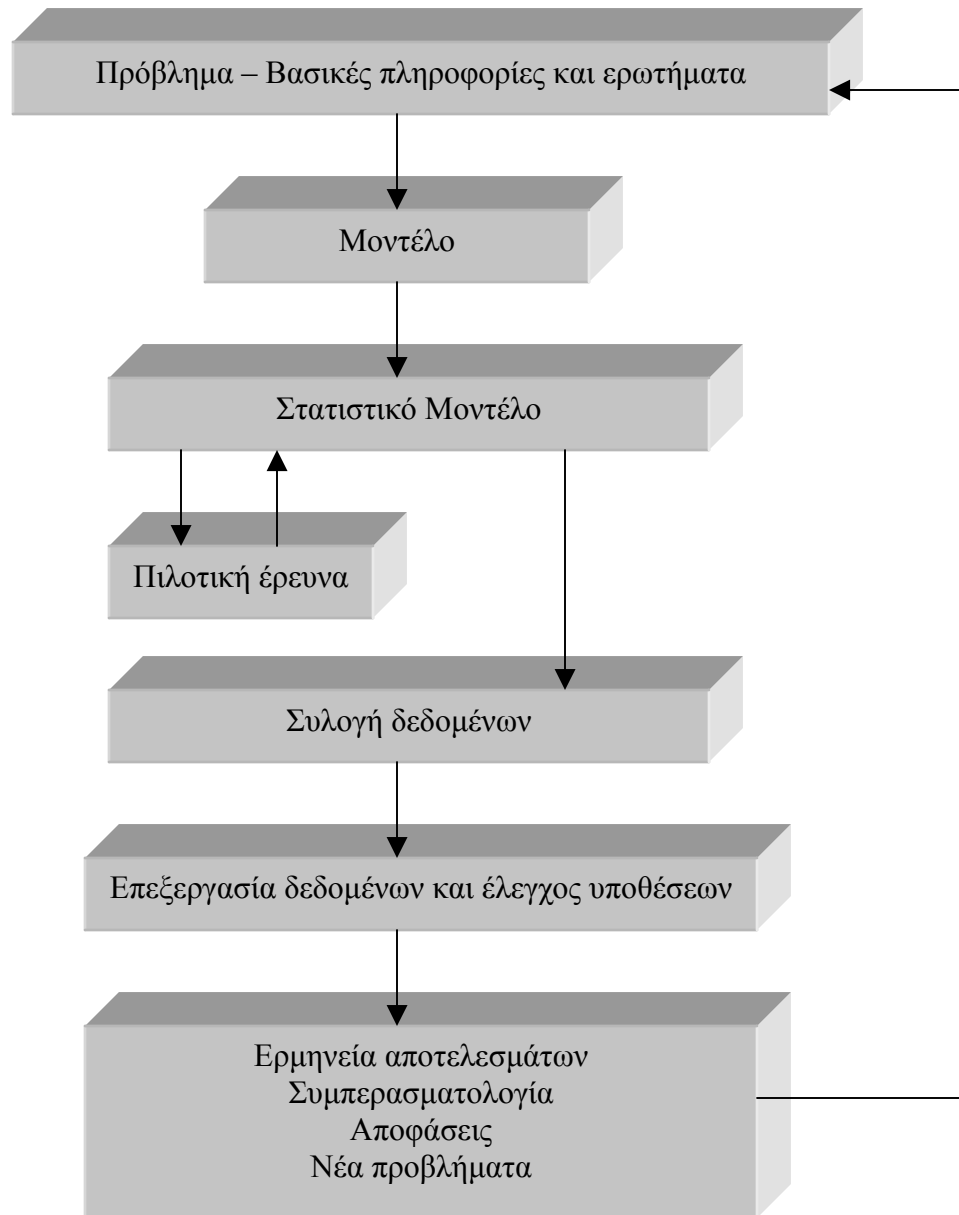 Πρόβλημα – Βασικές πληροφορίες και ερωτήματα
Μοντέλο
Στατιστικό Μοντέλο
Πιλοτική έρευνα
Συλογή δεδομένων
Επεξεργασία δεδομένων και έλεγχος υποθέσεων
Ερμηνεία αποτελεσμάτων
Συμπερασματολογία
Αποφάσεις
Νέα προβλήματα